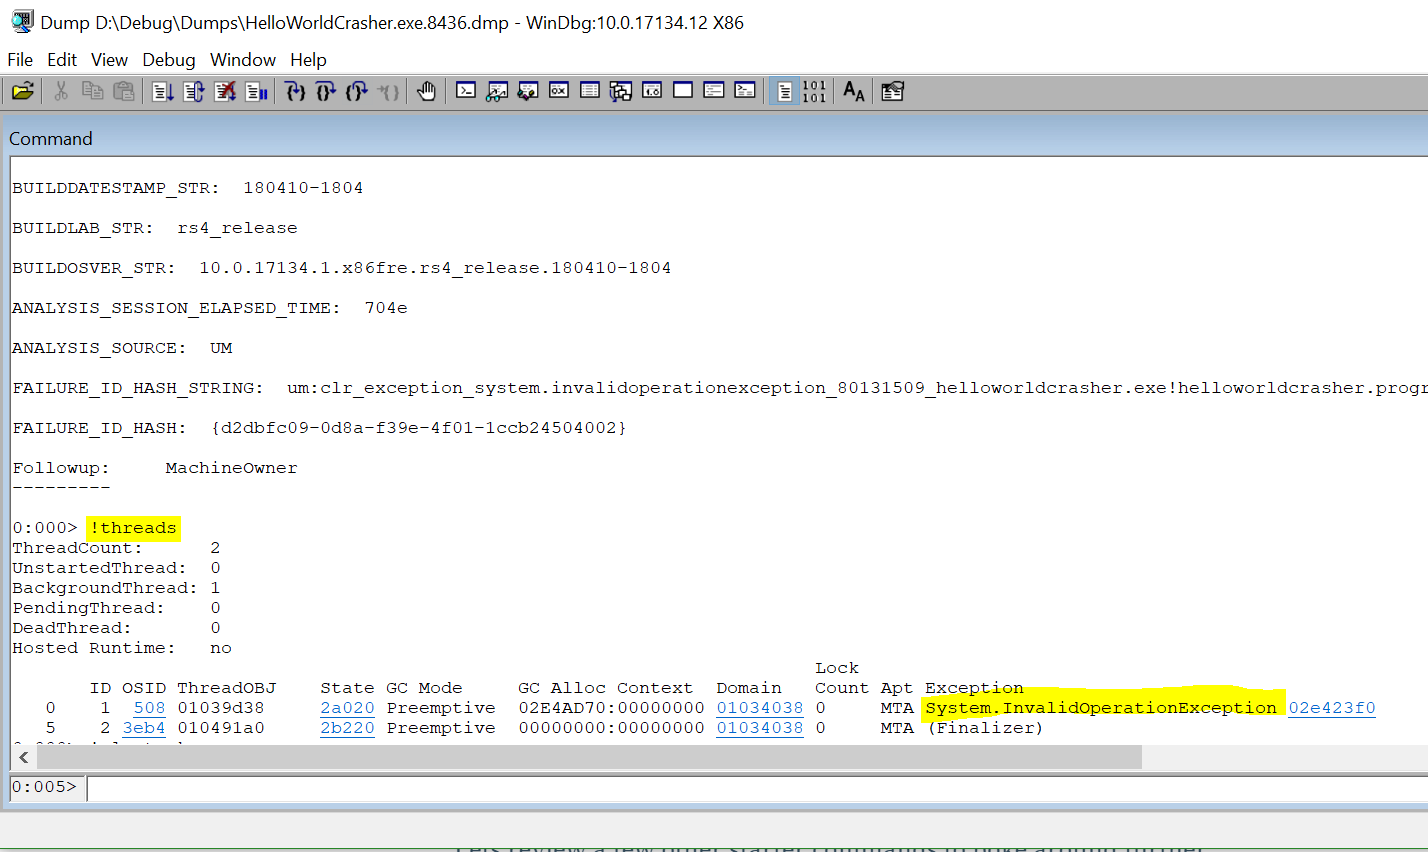 Dump D:\Debug\Dumps\HelloWorldCrasher.exe.8436.dmp - WinDbg:10.0.17134.12 X86
File Edit View Debug Window Help
Command
BUILDDATESTAMP_STR:  180410-1804
BUILDLAB_STR:  rs4_release
BUILDOSVER_STR:  10.0.17134.1.x86fre.rs4_release.180410-1804
ANALYSIS_SESSION_ELAPSED_TIME:  704e
ANALYSIS_SOURCE:  UM
FAILURE_ID_HASH_STRING:  um:clr_exception_system.invalidoperationexception_80131509_helloworldcrasher.exe!helloworldcrasher.progr
FAILURE_ID_HASH:  {d2dbfc09-0d8a-f39e-4f01-1ccb24504002}
Followup:     MachineOwner
---------
0:000> !threads
ThreadCount:      2
UnstartedThread:  0
BackgroundThread: 1
PendingThread:    0
DeadThread:       0
Hosted Runtime:   no
Lock
ID OSID ThreadOBJ    State GC Mode     GC Alloc Context  Domain   Count Apt Exception
0    1  508 01039d38     2a020 Preemptive  02E4AD70:00000000 01034038 0     MTA System.InvalidOperationException 02e423f0
5    2 3eb4 010491a0     2b220 Preemptive  00000000:00000000 01034038 0     MTA (Finalizer)
0:005>